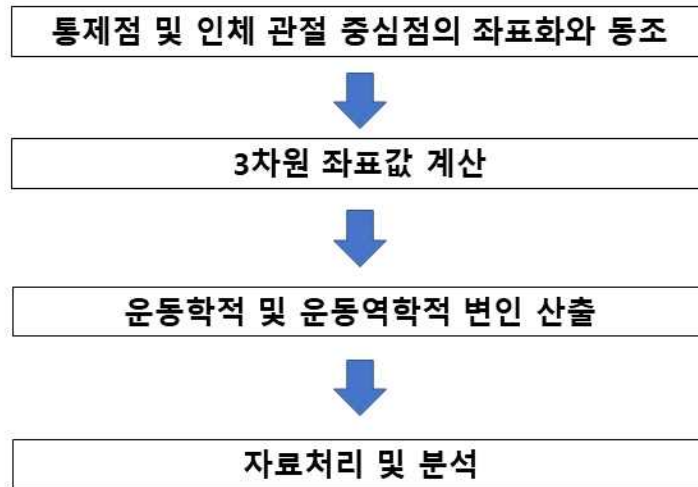 통제점 및 인체 관절 중심점의 좌표화와 동조
3차원 좌표값 계산
운동학적 및 운동역학적 변인 산출
자료처리 및 분석